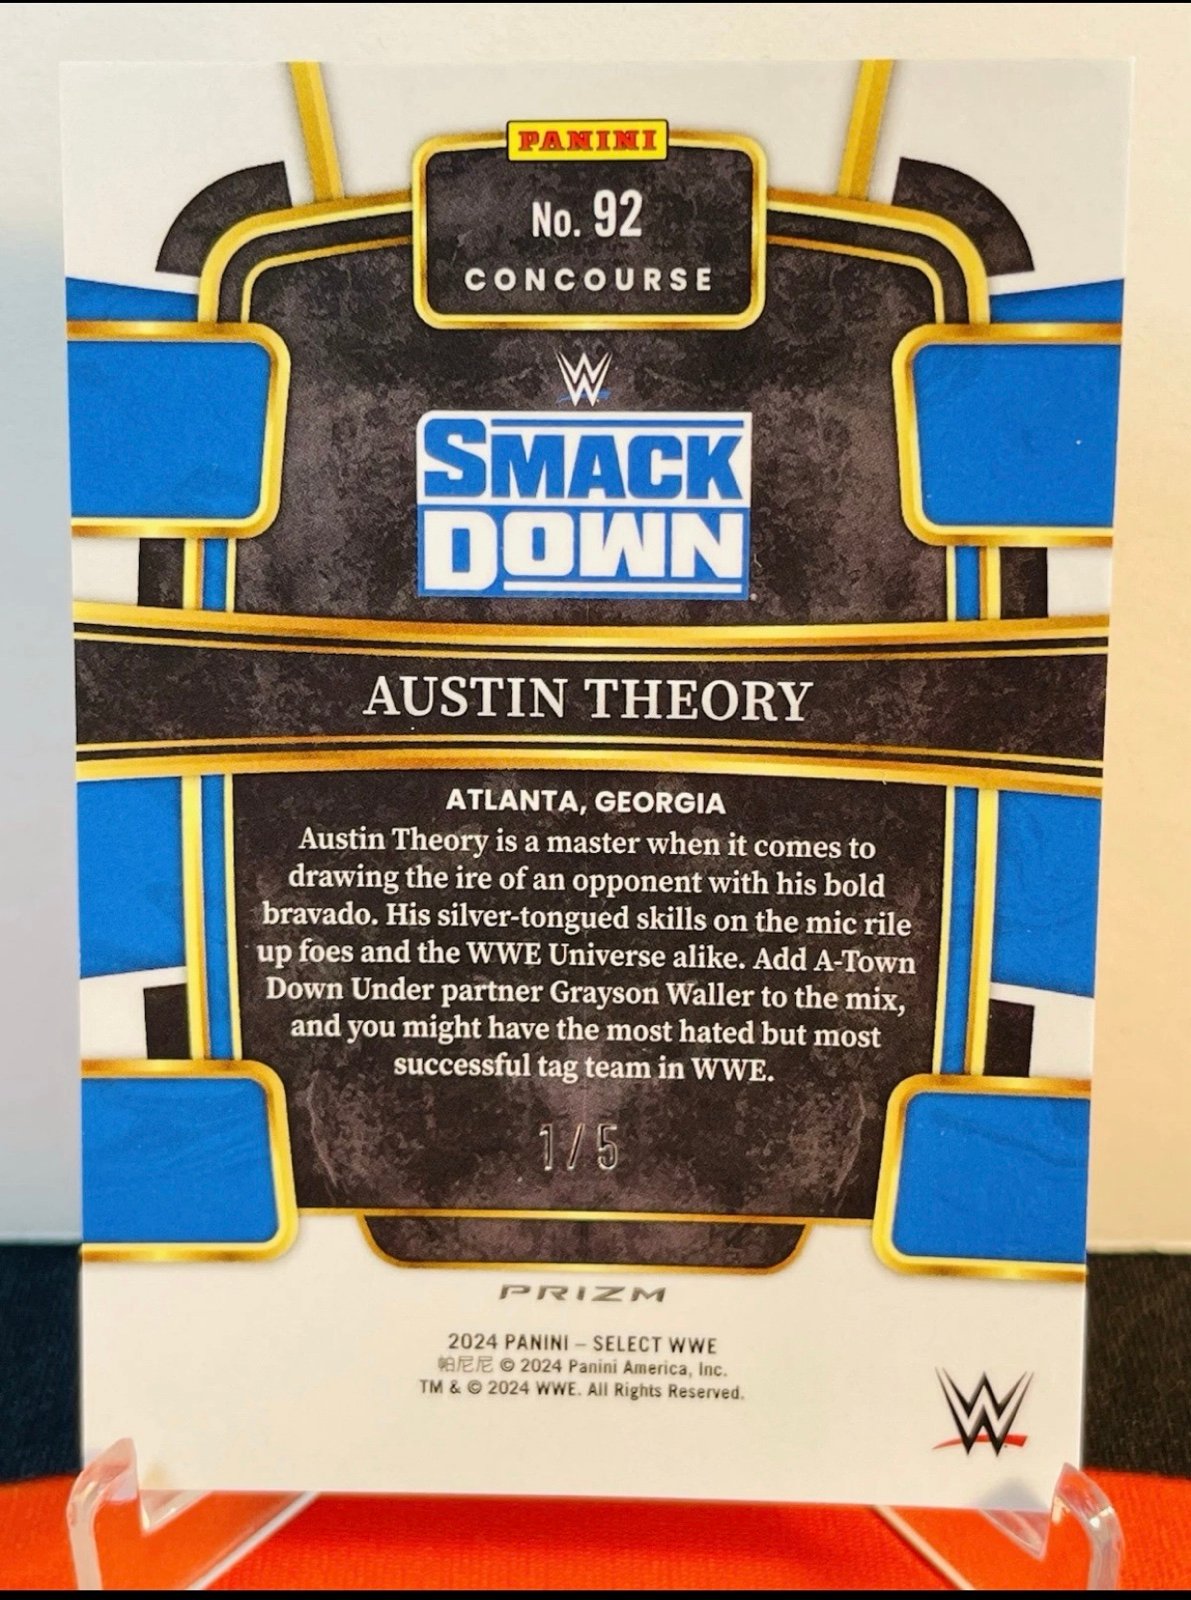 PANINI
No. 92
CONCOURSE
W
SMACK
DOWN
AUSTIN THEORY
ATLANTA, GEORGIA
Austin Theory is a master when it comes to
drawing the ire of an opponent with his bold
bravado. His silver-tongued skills on the mic rile
up foes and the WWE Universe alike. Add A-Town
Down Under partner Grayson Waller to the mix,
and you might have the most hated but most
successful tag team in WWE.
1/5
PRIZM
2024 PANINI – SELECT WWE
帕尼尼 © 2024 Panini America, Inc.
TM & © 2024 WWE. All Rights Reserved.
W